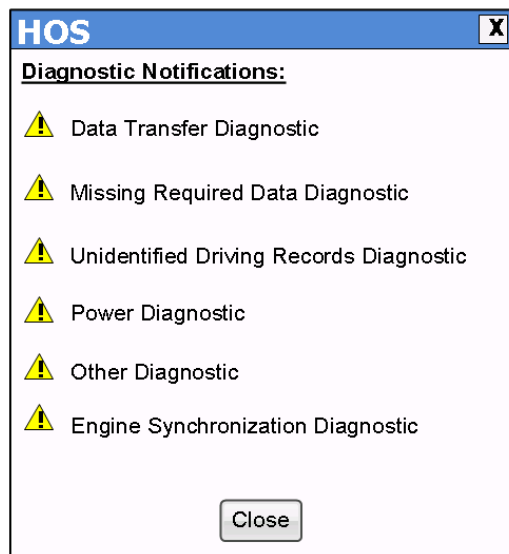 HOS
X
Diagnostic Notifications:
Data Transfer Diagnostic
Missing Required Data Diagnostic
Unidentified Driving Records Diagnostic
Power Diagnostic
Other Diagnostic
Engine Synchronization Diagnostic
Close